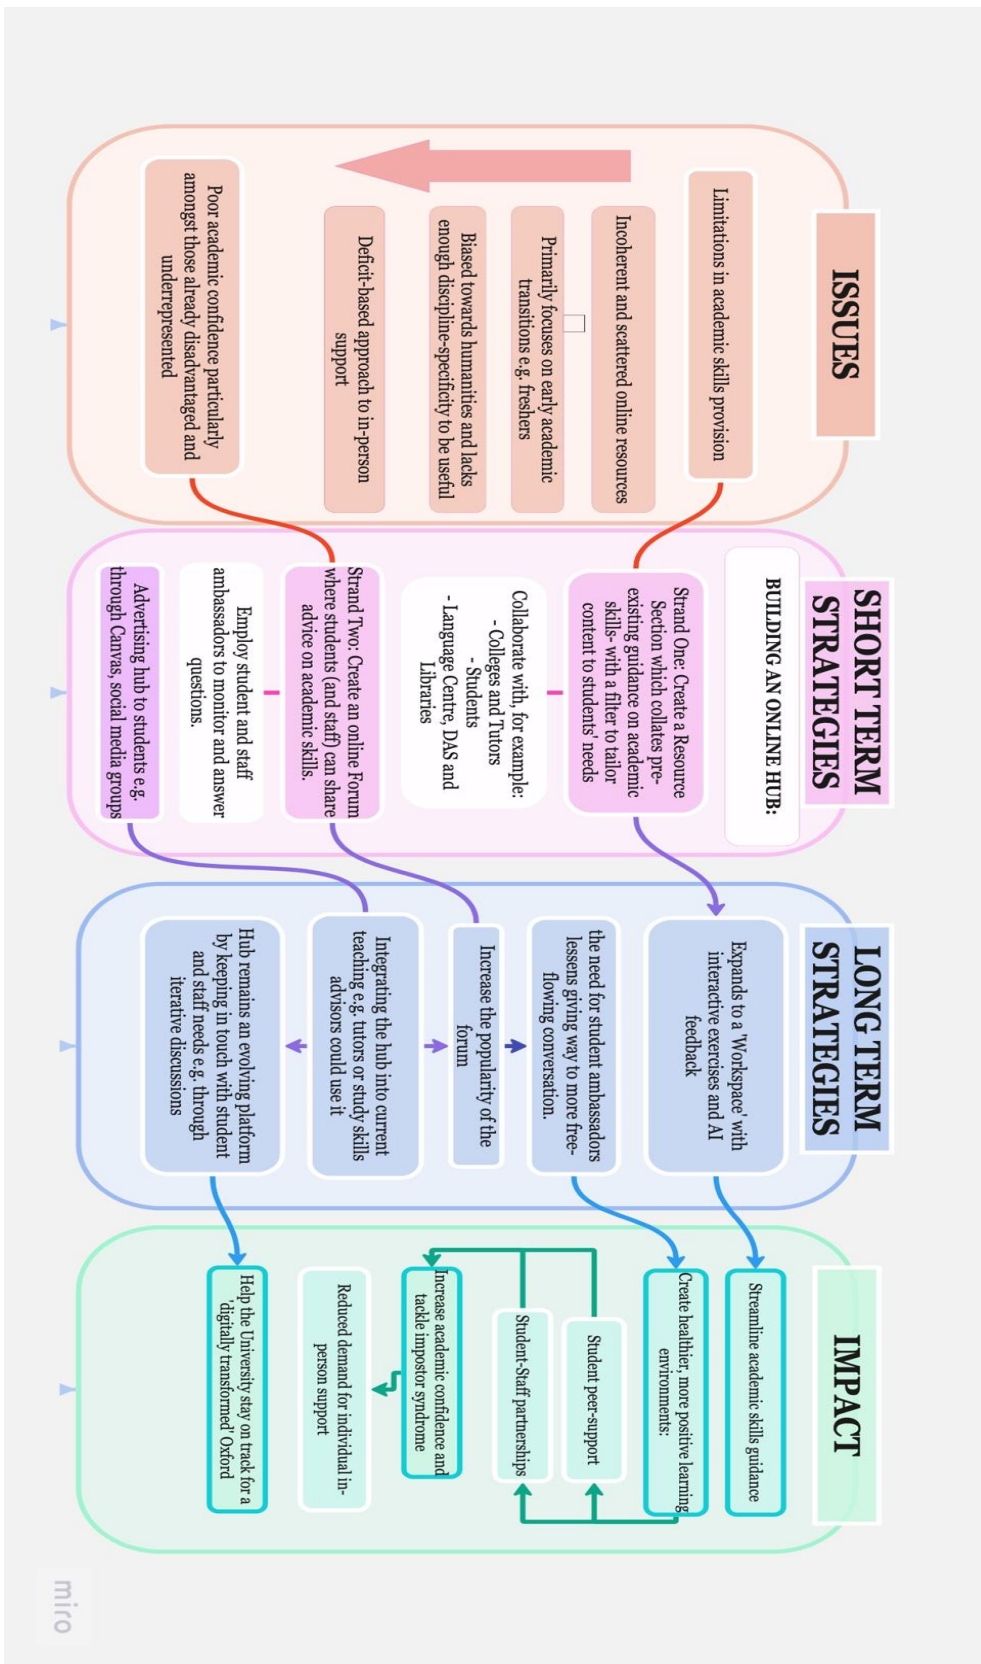 ISSUES
Limitations in academic skills provision
Incoherent and scattered online resources
Primarily focuses on early academic
transitions e.g. freshers
Biased towards humanities and lacks
enough discipline-specificity to be useful
Deficit-based approach to in-person
support
Poor academic confidence particularly
amongst those already disadvantaged and
underrepresented
SHORT TERM
STRATEGIES
BUILDING AN ONLINE HUB:
Strand One: Create a Resource
Section which collates pre-
existing guidance on academic
skills- with a filter to tailor
content to students' needs
Collaborate with, for example:
- Colleges and Tutors
- Students
- Language Centre, DAS and
Libraries
Strand Two: Create an online Forum
where students (and staff) can share
advice on academic skills.
Employ student and staff
ambassadors to monitor and answer
questions.
Advertising hub to students e.g.
through Canvas, social media groups
LONG TERM
STRATEGIES
Expands to a 'Workspace' with
interactive exercises and AI
feedback
the need for student ambassadors
lessens giving way to more free-
flowing conversation.
Increase the popularity of the
forum
Integrating the hub into current
teaching e.g. tutors or study skills
advisors could use it
Hub remains an evolving platform
by keeping in touch with student
and staff needs e.g. through
iterative discussions
IMPACT
Streamline academic skills guidance
Create healthier, more positive learning
environments:
Student peer-support
Student-Staff partnerships
Increase academic confidence and
tackle impostor syndrome
Reduced demand for individual in-
person support
Help the University stay on track for a
'digitally transformed' Oxford
miro